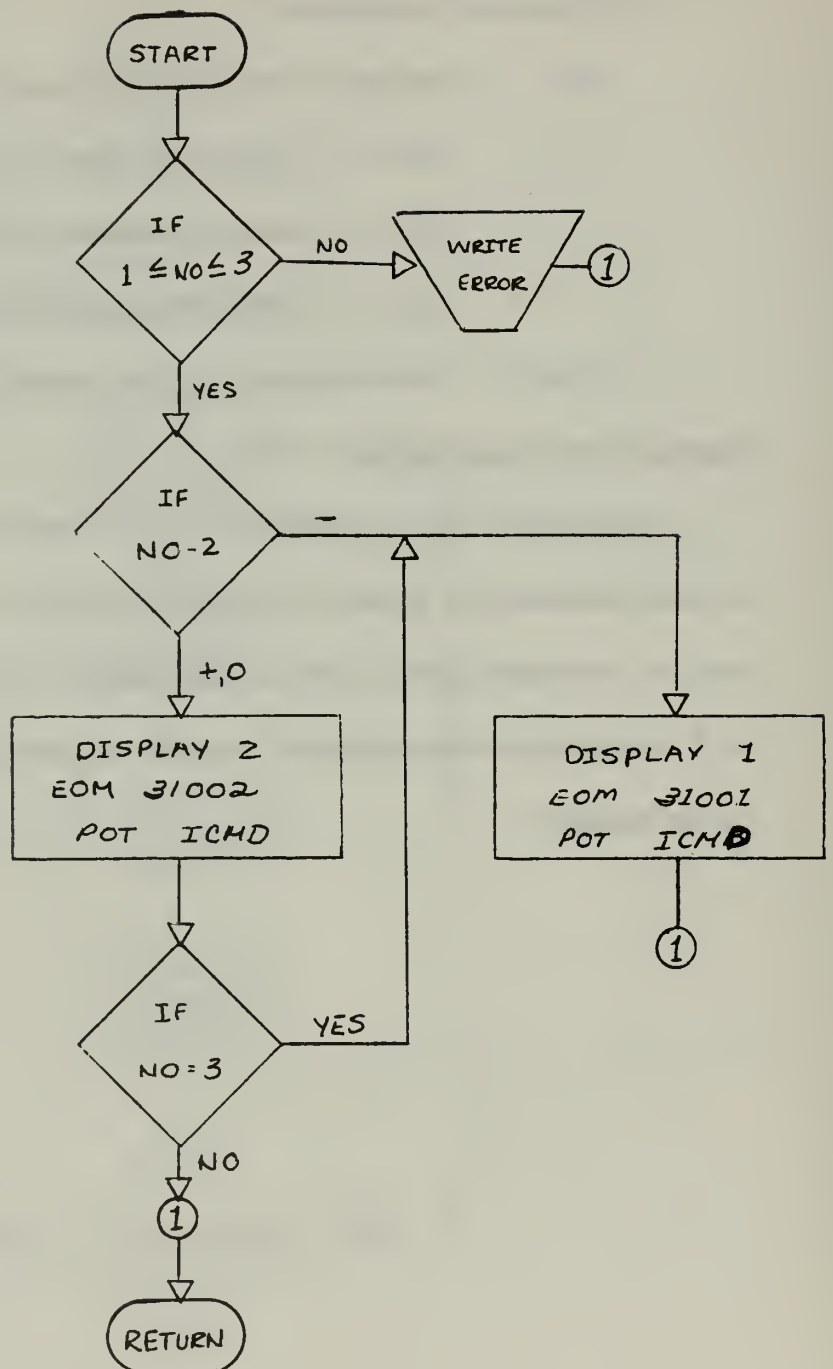 START
IF
1 ≤ NO ≤ 3
NO
WRITE
ERROR
1
YES
IF
NO-2
-
+,0
DISPLAY 2
EOM 31002
POT ICMD
DISPLAY 1
EOM 31001
POT ICMD
1
IF
NO=3
YES
NO
1
RETURN